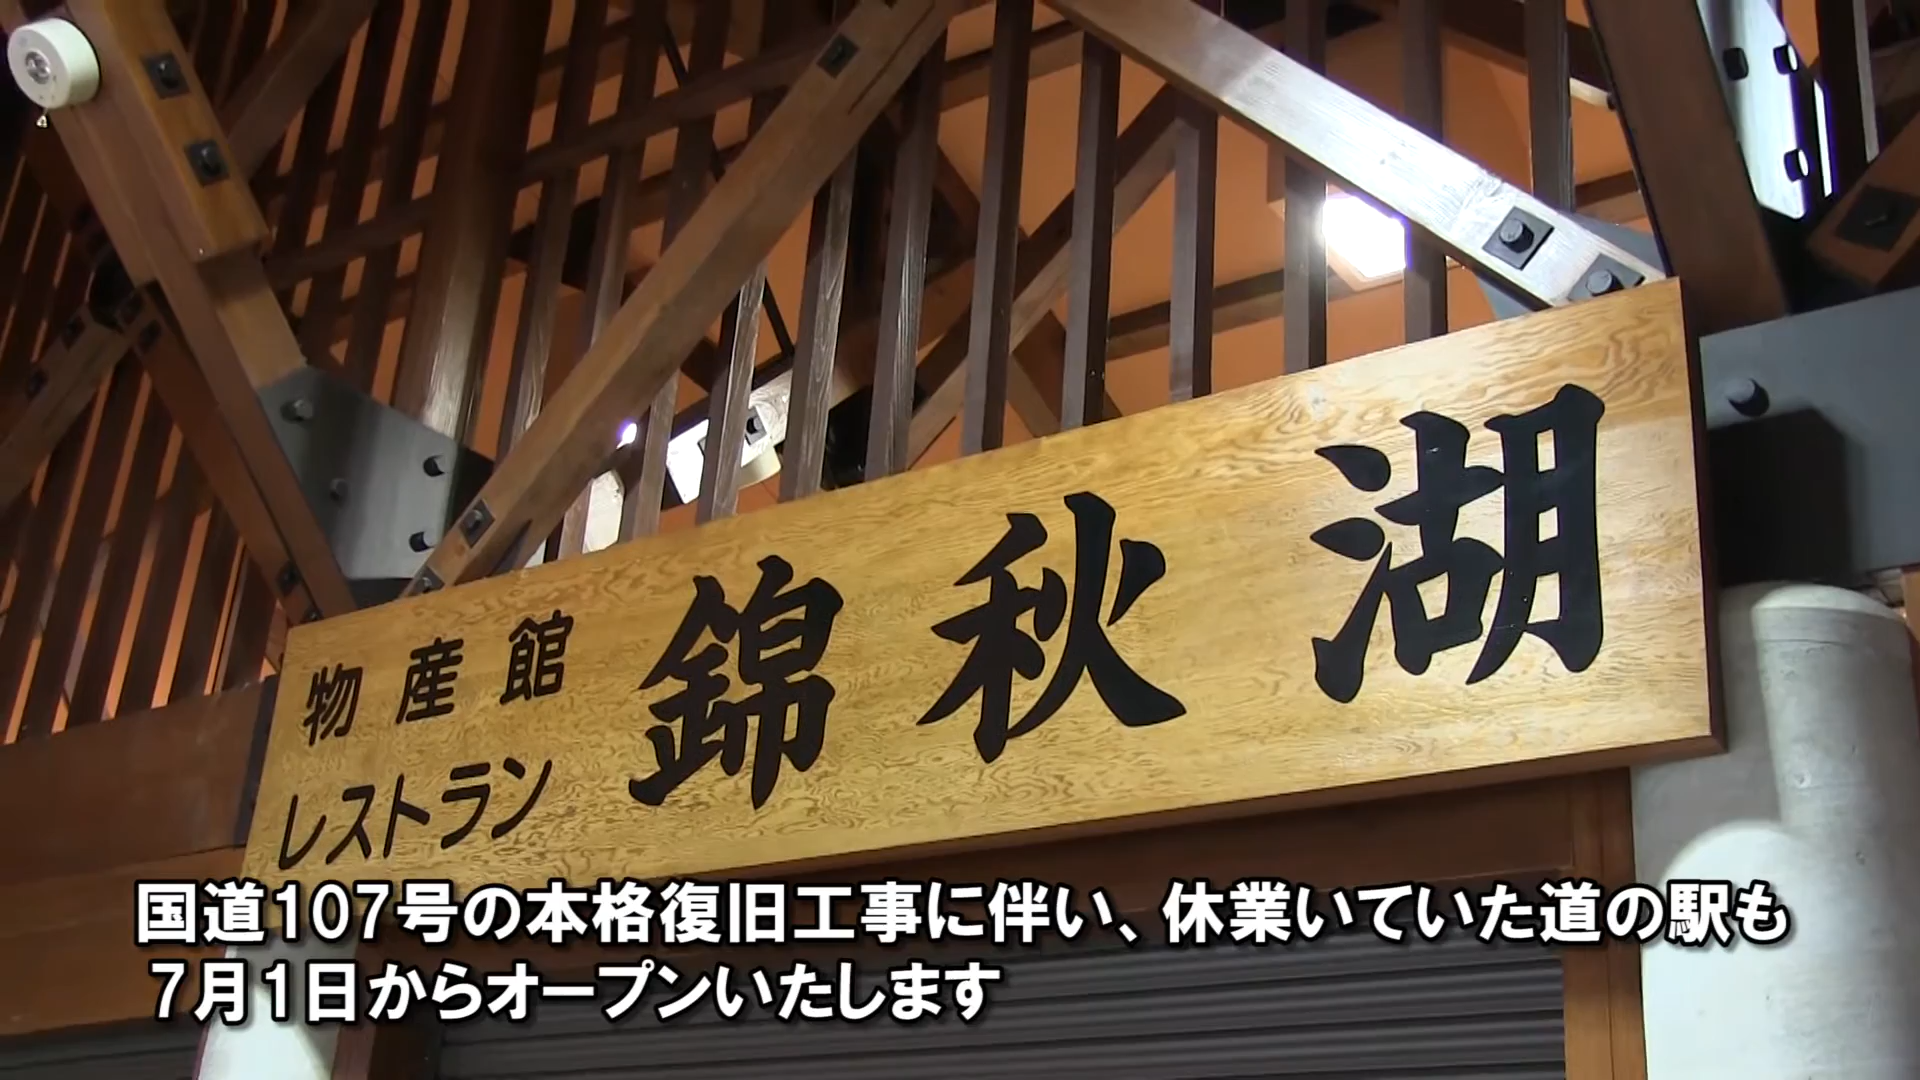 物産館
レストラン
錦秋湖
国道107号の本格復旧工事に伴い、休業いていた道の駅も
7月1日からオープンいたします